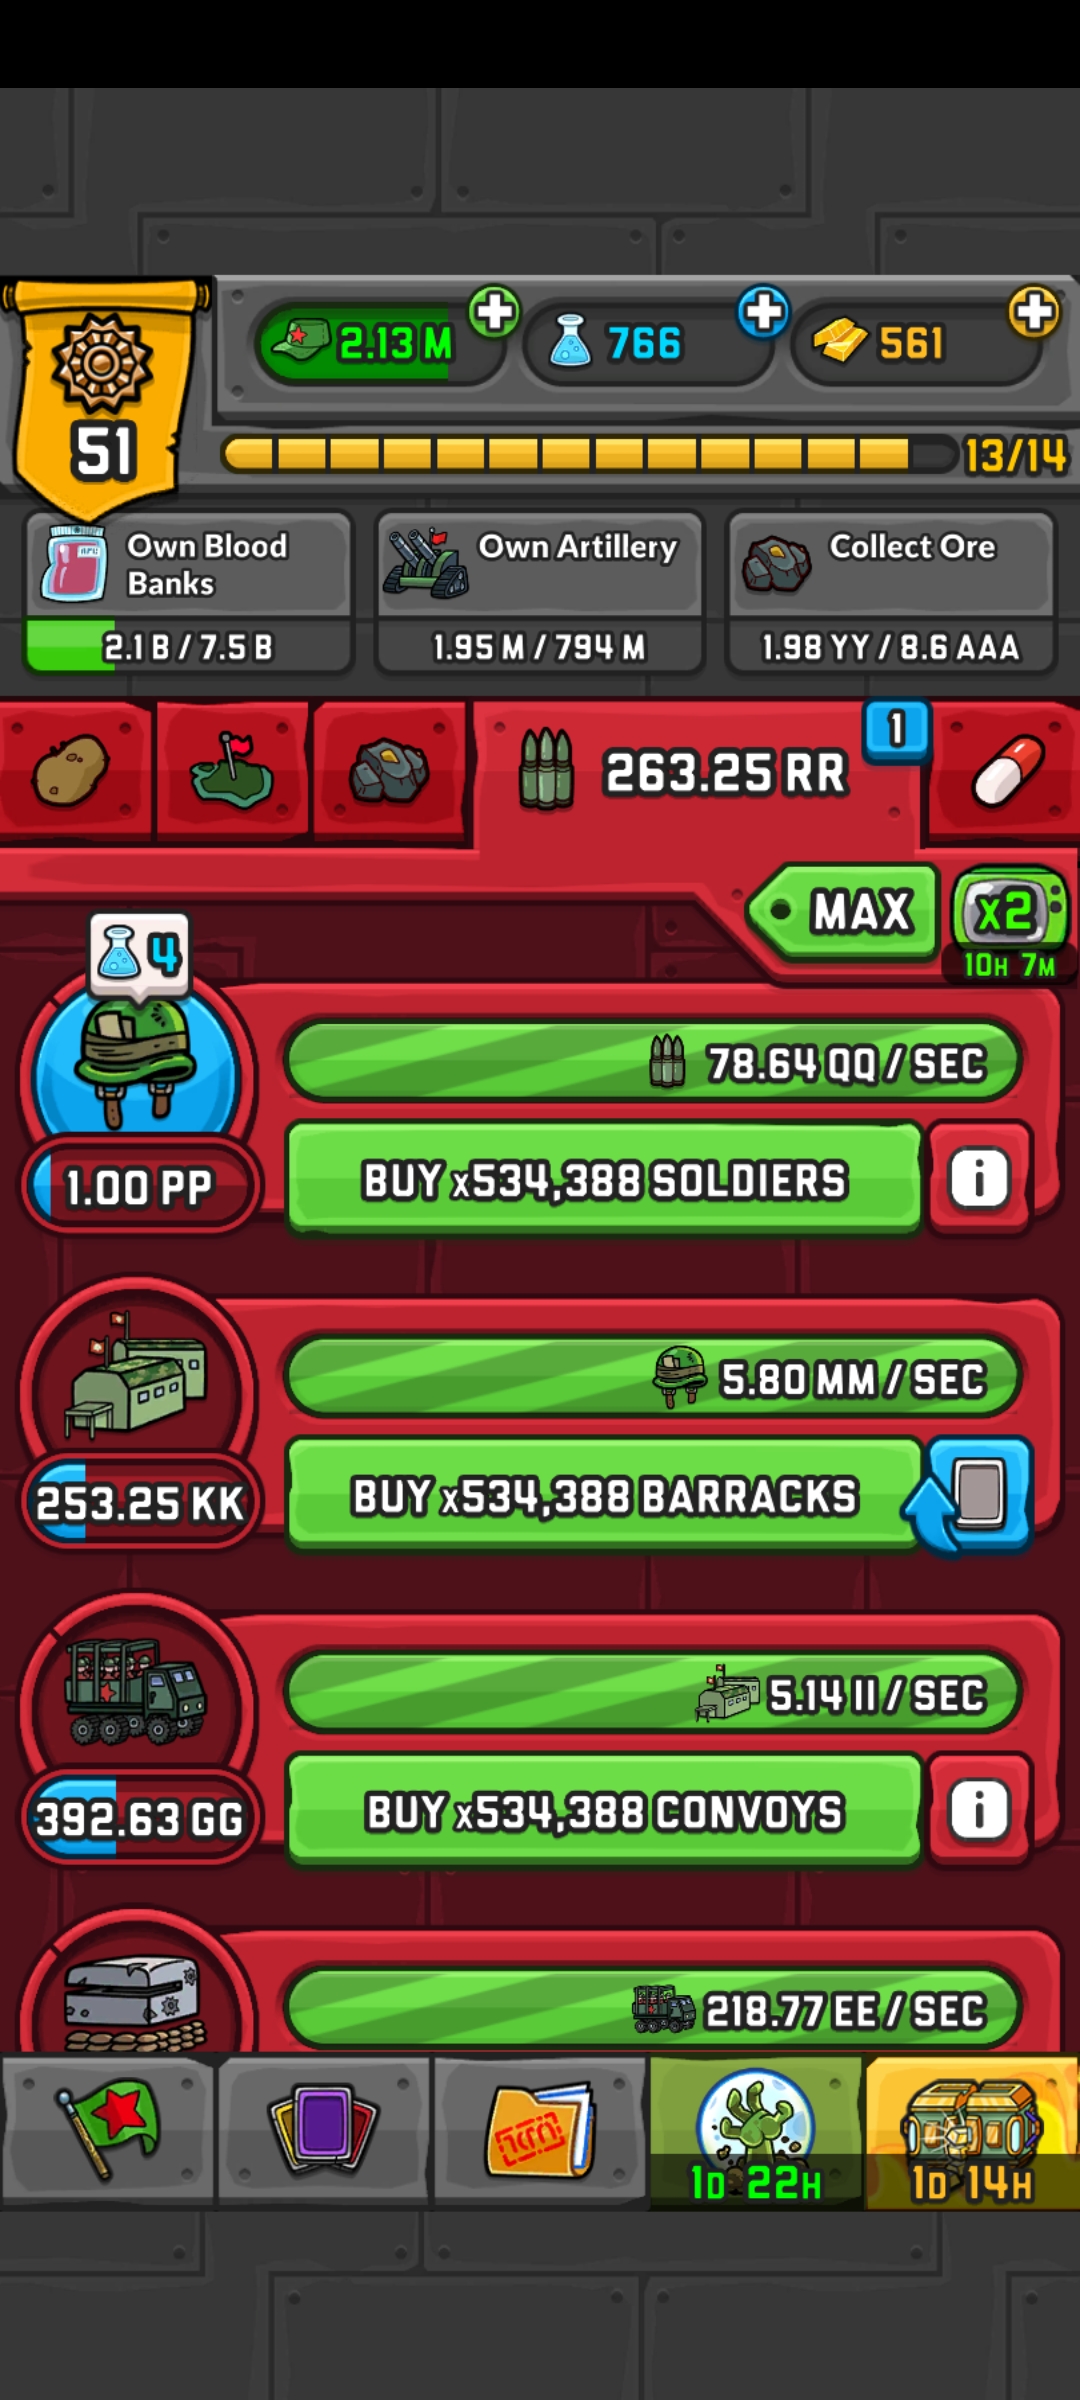 2.13 M
766
561
51
13/14
Own Blood
Banks
2.1 B / 7.5 B
Own Artillery
1.95 M / 794 M
Collect Ore
1.98 YY / 8.6 AAA
263.25 RR
1
MAX
x2
10H 7M
4
78.64 QQ / SEC
1.00 PP
BUY x534,388 SOLDIERS
i
5.80 MM / SEC
253.25 KK
BUY x534,388 BARRACKS
5.14 II / SEC
392.63 GG
BUY x534,388 CONVOYS
i
218.77 EE / SEC
1D 22H
1D 14H